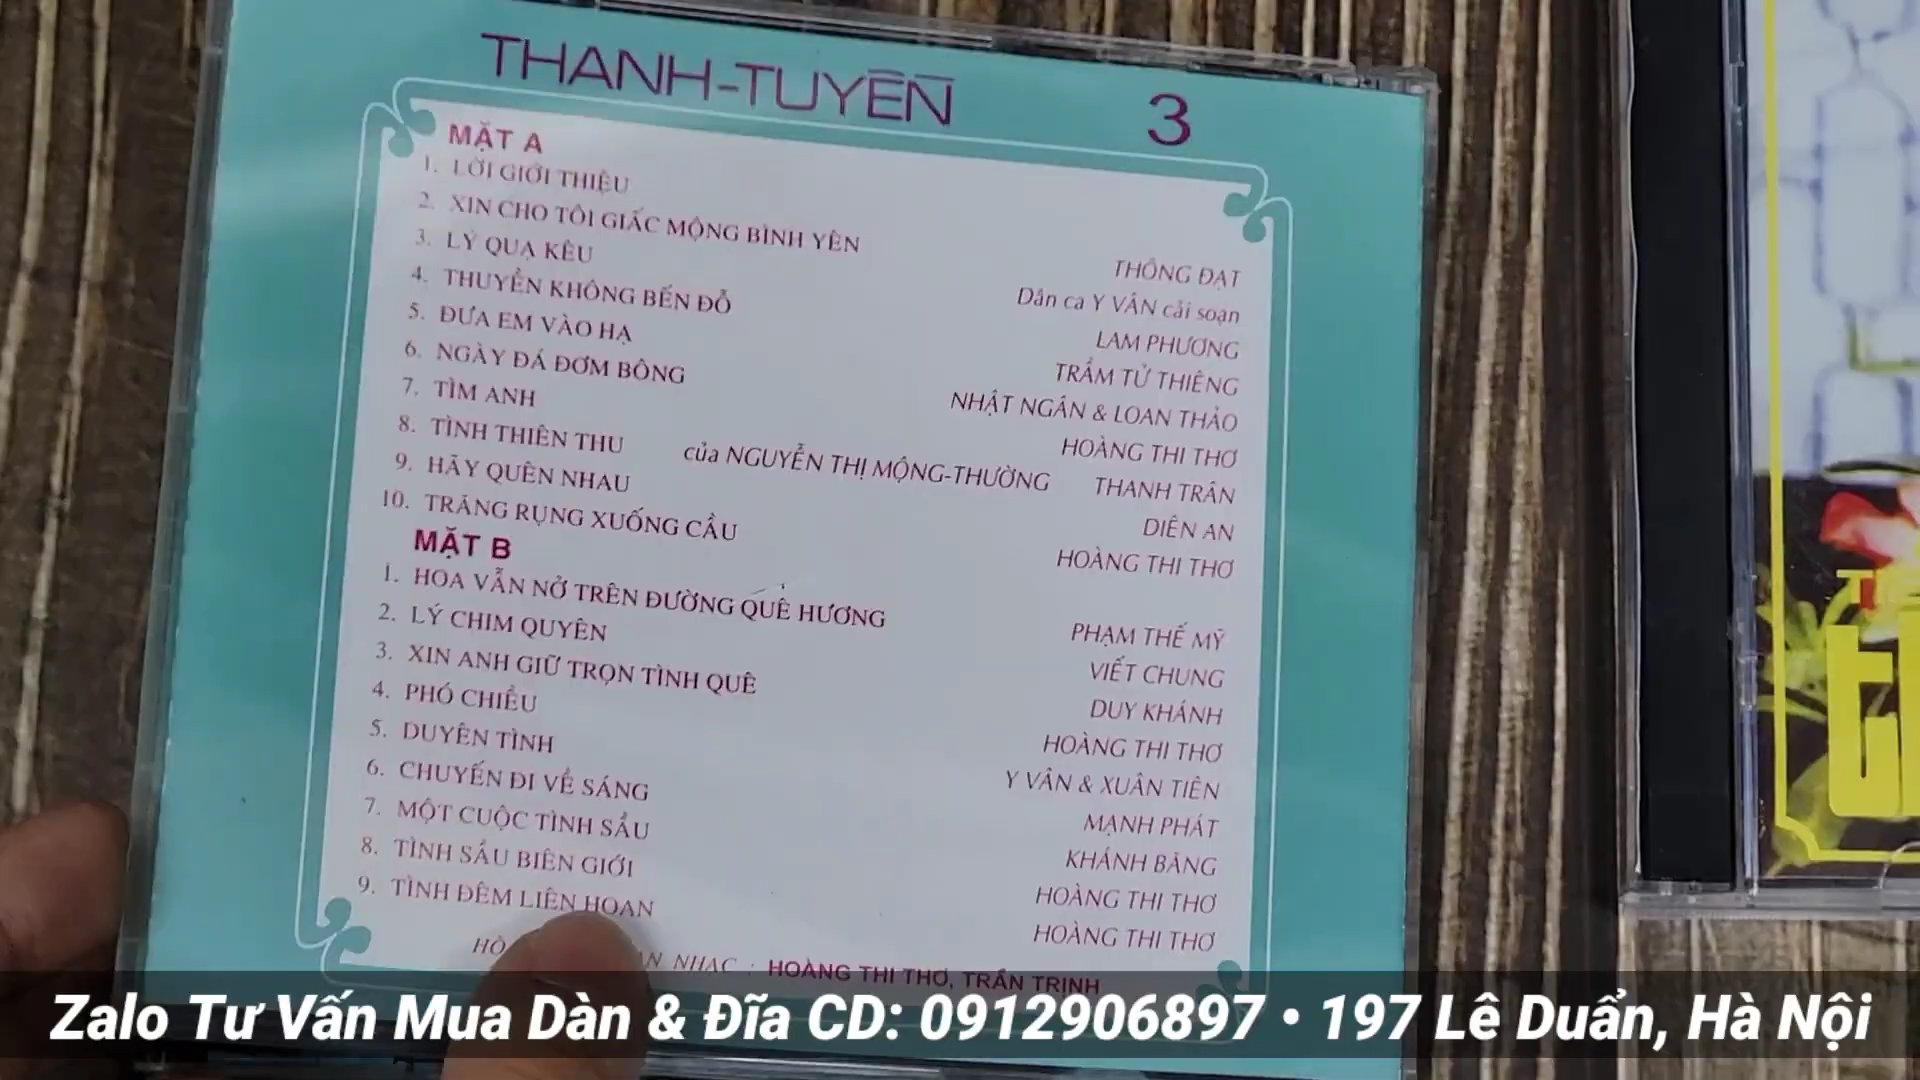 THANH-TUYỀN 3
MẶT A
1. LỜI GIỚI THIỆU
2. XIN CHO TÔI GIẤC MỘNG BÌNH YÊN THÔNG ĐẠT
3. LÝ QUẠ KÊU Dân ca Y VÂN cải soạn
4. THUYỀN KHÔNG BẾN ĐỖ LAM PHƯƠNG
5. ĐƯA EM VÀO HẠ TRẦM TỬ THIÊNG
6. NGÀY ĐÁ ĐƠM BÔNG NHẬT NGÂN & LOAN THẢO
7. TÌM ANH HOÀNG THI THƠ
8. TÌNH THIÊN THU của NGUYỄN THỊ MỘNG-THƯỜNG THANH TRÂN
9. HÃY QUÊN NHAU DIÊN AN
10. TRĂNG RỤNG XUỐNG CẦU HOÀNG THI THƠ
MẶT B
1. HOA VẪN NỞ TRÊN ĐƯỜNG QUÊ HƯƠNG PHẠM THẾ MỸ
2. LÝ CHIM QUYÊN VIẾT CHUNG
3. XIN ANH GIỮ TRỌN TÌNH QUÊ DUY KHÁNH
4. PHÓ CHIỀU HOÀNG THI THƠ
5. DUYÊN TÌNH Y VÂN & XUÂN TIÊN
6. CHUYẾN ĐI VỀ SÁNG MẠNH PHÁT
7. MỘT CUỘC TÌNH SẦU KHÁNH BĂNG
8. TÌNH SẦU BIÊN GIỚI HOÀNG THI THƠ
9. TÌNH ĐÊM LIÊN HOAN HOÀNG THI THƠ
NHẠC : HOÀNG THI THƠ, TRẦN TRỊNH
Zalo Tư Vấn Mua Dàn & Đĩa CD: 0912906897 • 197 Lê Duẩn, Hà Nội